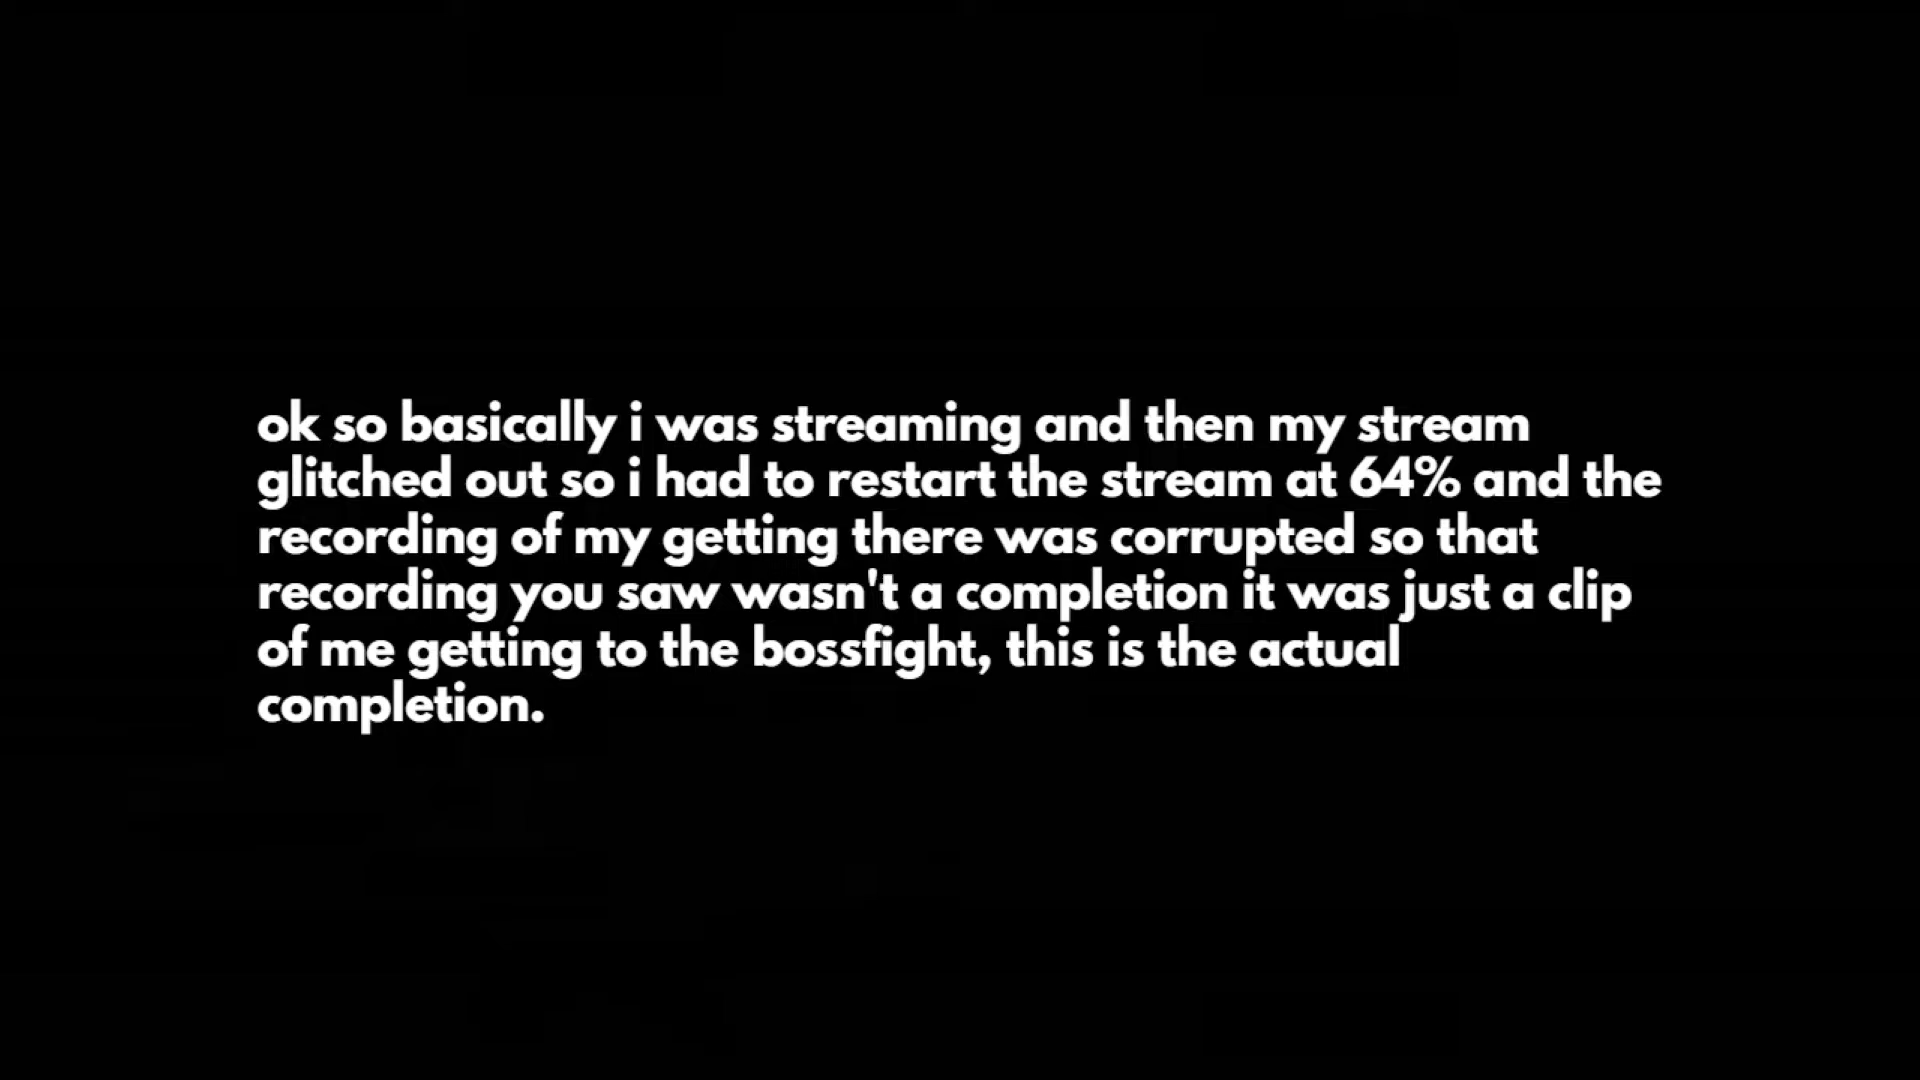 ok so basically i was streaming and then my stream
glitched out so i had to restart the stream at 64% and the
recording of my getting there was corrupted so that
recording you saw wasn't a completion it was just a clip
of me getting to the bossfight, this is the actual
completion.